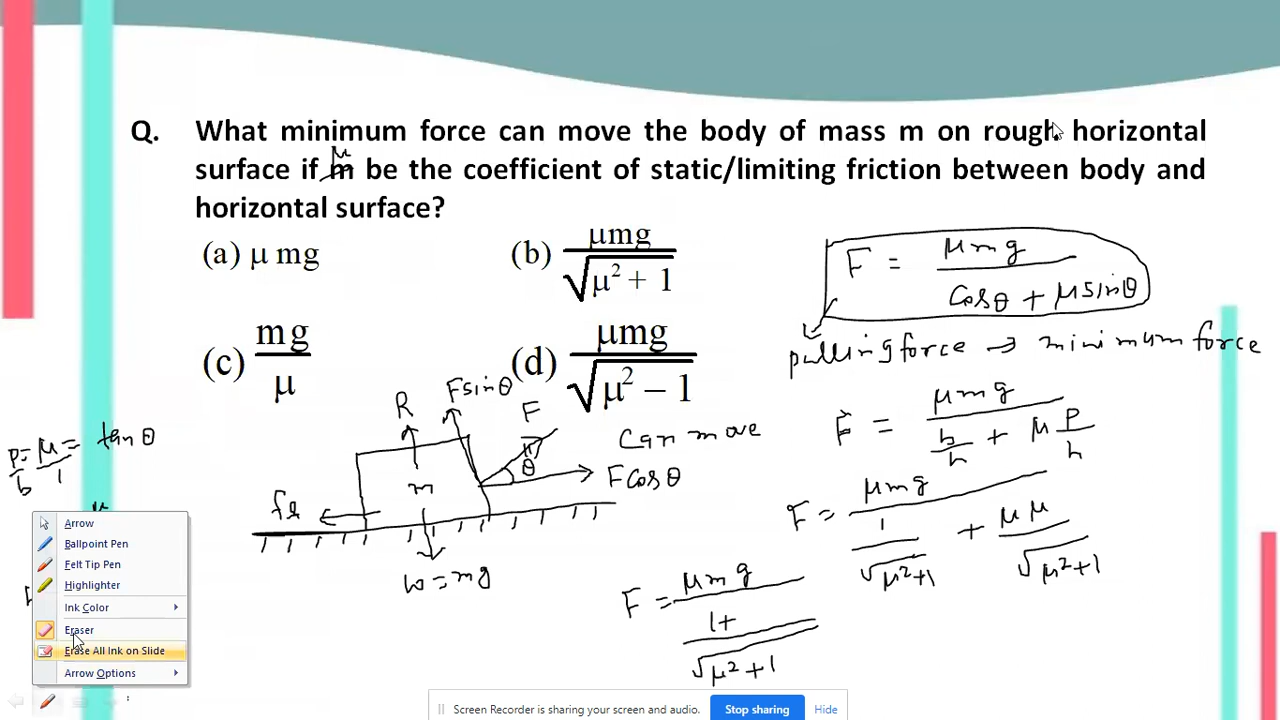 Q. What minimum force can move the body of mass m on rough horizontal
surface if m μ be the coefficient of static/limiting friction between body and
horizontal surface?
(a) μ mg
(b) μmg / √(μ² + 1)
(c) mg / μ
(d) μmg / √(μ² − 1)
F = μmg / (cosθ + μsinθ)
pulling force → minimum force
F = μmg / (b/h + μ P/h)
F = μmg / (1/√(μ²+1) + μμ/√(μ²+1))
F = μmg / (1+ / √(μ²+1))
P/b = μ/1 = tanθ
μ
R
Fsinθ
F
θ
Fcosθ
m
w=mg
Can move
Arrow
Ballpoint Pen
Felt Tip Pen
Highlighter
Ink Color
Eraser
Erase All Ink on Slide
Arrow Options
Screen Recorder is sharing your screen and audio.
Stop sharing
Hide